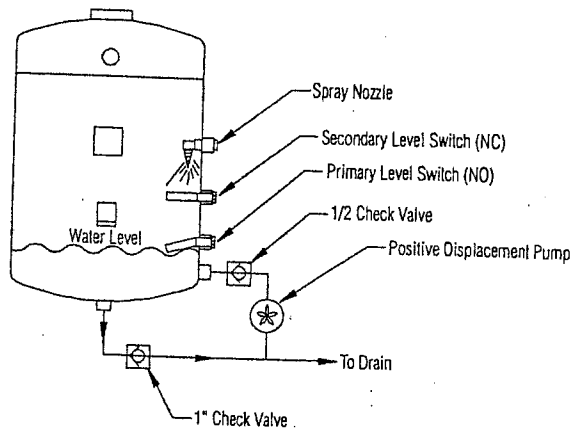 Spray Nozzle
Secondary Level Switch (NC)
Primary Level Switch (NO)
1/2 Check Valve
Water Level
Positive Displacement Pump
To Drain
1" Check Valve